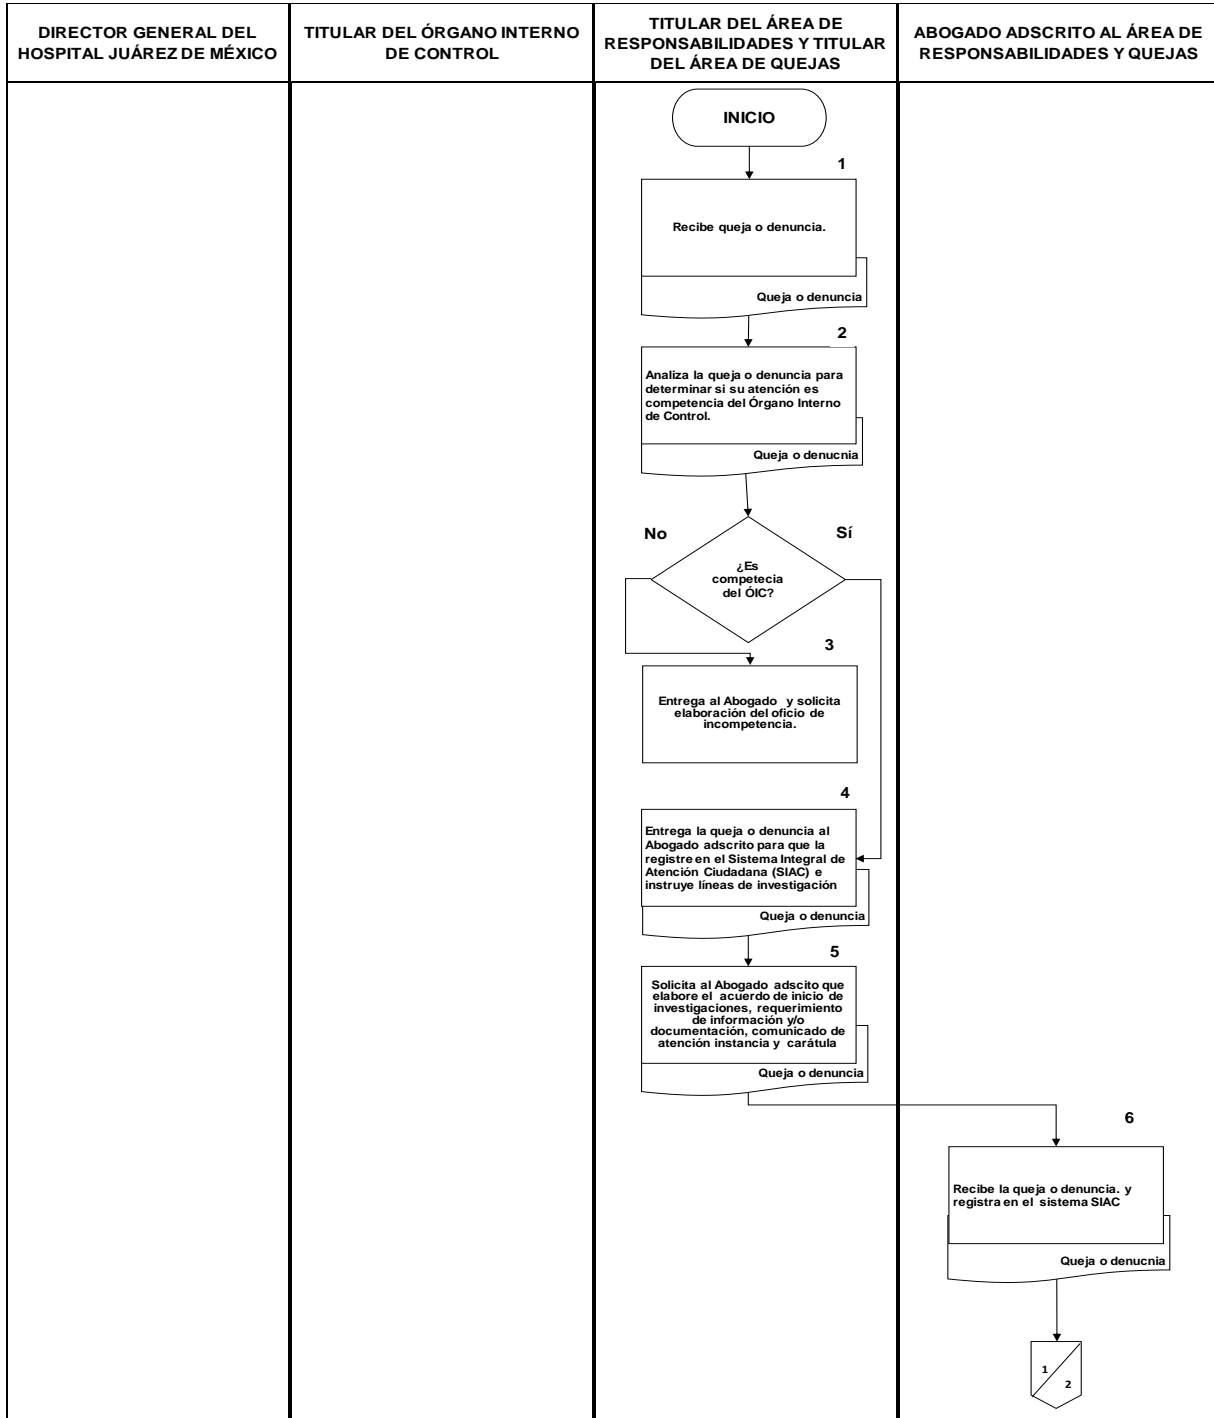 DIRECTOR GENERAL DEL
HOSPITAL JUÁREZ DE MÉXICO
TITULAR DEL ÓRGANO INTERNO
DE CONTROL
TITULAR DEL ÁREA DE
RESPONSABILIDADES Y TITULAR
DEL ÁREA DE QUEJAS
ABOGADO ADSCRITO AL ÁREA DE
RESPONSABILIDADES Y QUEJAS
INICIO
1
Recibe queja o denuncia.
Queja o denuncia
2
Analiza la queja o denuncia para
determinar si su atención es
competencia del Órgano Interno
de Control.
Queja o denucnia
No
Sí
¿Es
competecia
del ÓIC?
3
Entrega al Abogado y solicita
elaboración del oficio de
incompetencia.
4
Entrega la queja o denuncia al
Abogado adscrito para que la
registre en el Sistema Integral de
Atención Ciudadana (SIAC) e
instruye líneas de investigación
Queja o denuncia
5
Solicita al Abogado adscito que
elabore el acuerdo de inicio de
investigaciones, requerimiento
de información y/o
documentación, comunicado de
atención instancia y carátula
Queja o denuncia
6
Recibe la queja o denuncia. y
registra en el sistema SIAC
Queja o denucnia
1
2